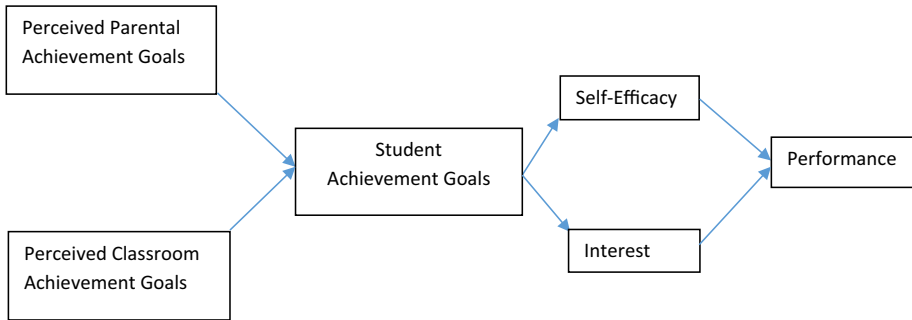 Perceived Parental
Achievement Goals
Self-Efficacy
Student
Achievement Goals
Performance
Perceived Classroom
Achievement Goals
Interest